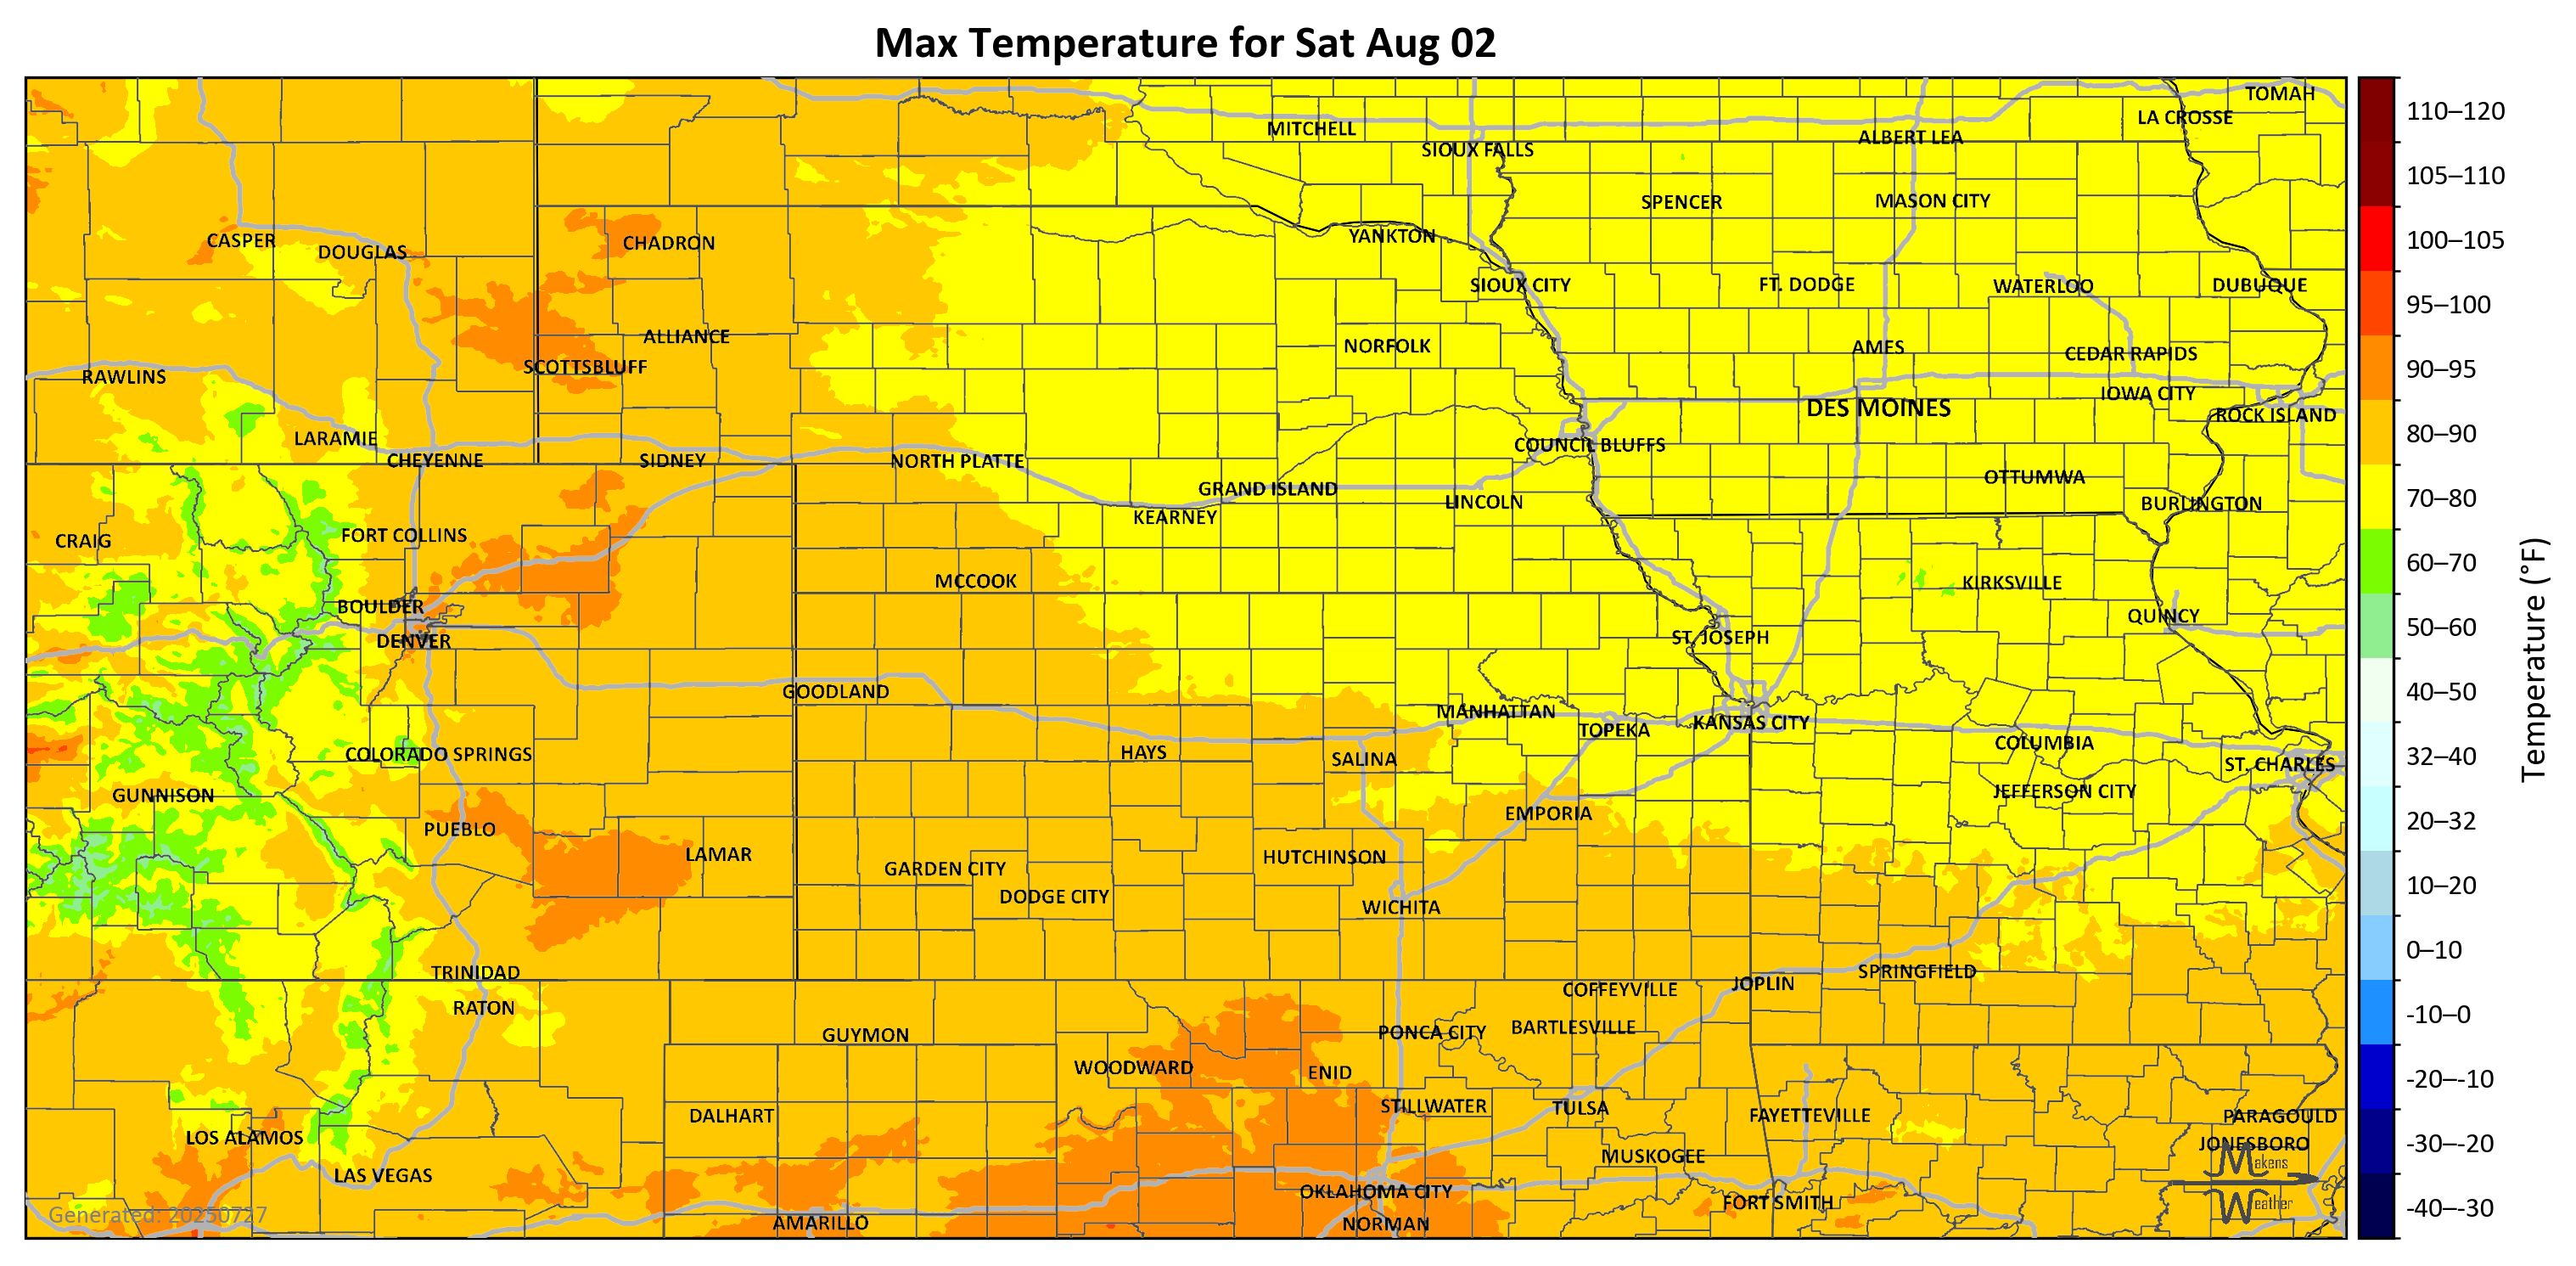 Max Temperature for Sat Aug 02
TOMAH
LA CROSSE
MITCHELL
ALBERT LEA
SIOUX FALLS
SPENCER
MASON CITY
CASPER
DOUGLAS
CHADRON
YANKTON
SIOUX CITY
FT. DODGE
WATERLOO
DUBUQUE
ALLIANCE
NORFOLK
AMES
CEDAR RAPIDS
SCOTTSBLUFF
RAWLINS
IOWA CITY
DES MOINES
ROCK ISLAND
LARAMIE
COUNCIL BLUFFS
CHEYENNE
SIDNEY
NORTH PLATTE
OTTUMWA
GRAND ISLAND
LINCOLN
BURLINGTON
KEARNEY
CRAIG
FORT COLLINS
MCCOOK
KIRKSVILLE
BOULDER
QUINCY
DENVER
ST. JOSEPH
GOODLAND
MANHATTAN
TOPEKA
KANSAS CITY
COLUMBIA
COLORADO SPRINGS
HAYS
SALINA
ST. CHARLES
GUNNISON
JEFFERSON CITY
EMPORIA
PUEBLO
LAMAR
HUTCHINSON
GARDEN CITY
DODGE CITY
WICHITA
TRINIDAD
SPRINGFIELD
JOPLIN
COFFEYVILLE
RATON
GUYMON
PONCA CITY
BARTLESVILLE
WOODWARD
ENID
DALHART
STILLWATER
TULSA
FAYETTEVILLE
PARAGOULD
LOS ALAMOS
JONESBORO
MUSKOGEE
LAS VEGAS
OKLAHOMA CITY
FORT SMITH
AMARILLO
NORMAN
Generated: 20250727
Makens
Weather
110–120
105–110
100–105
95–100
90–95
80–90
70–80
60–70
50–60
40–50
32–40
20–32
10–20
0–10
-10–0
-20–-10
-30–-20
-40–-30
Temperature (°F)